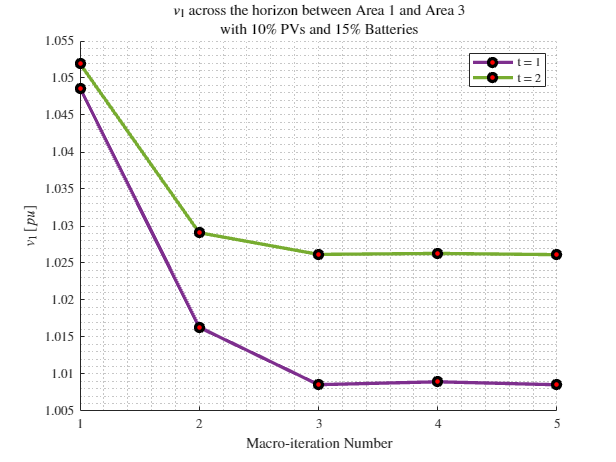 v₁ across the horizon between Area 1 and Area 3
with 10% PVs and 15% Batteries
1.055
1.05
1.045
1.04
1.035
1.03
1.025
1.02
1.015
1.01
1.005
v₁ [pu]
t = 1
t = 2
1 2 3 4 5
Macro-iteration Number